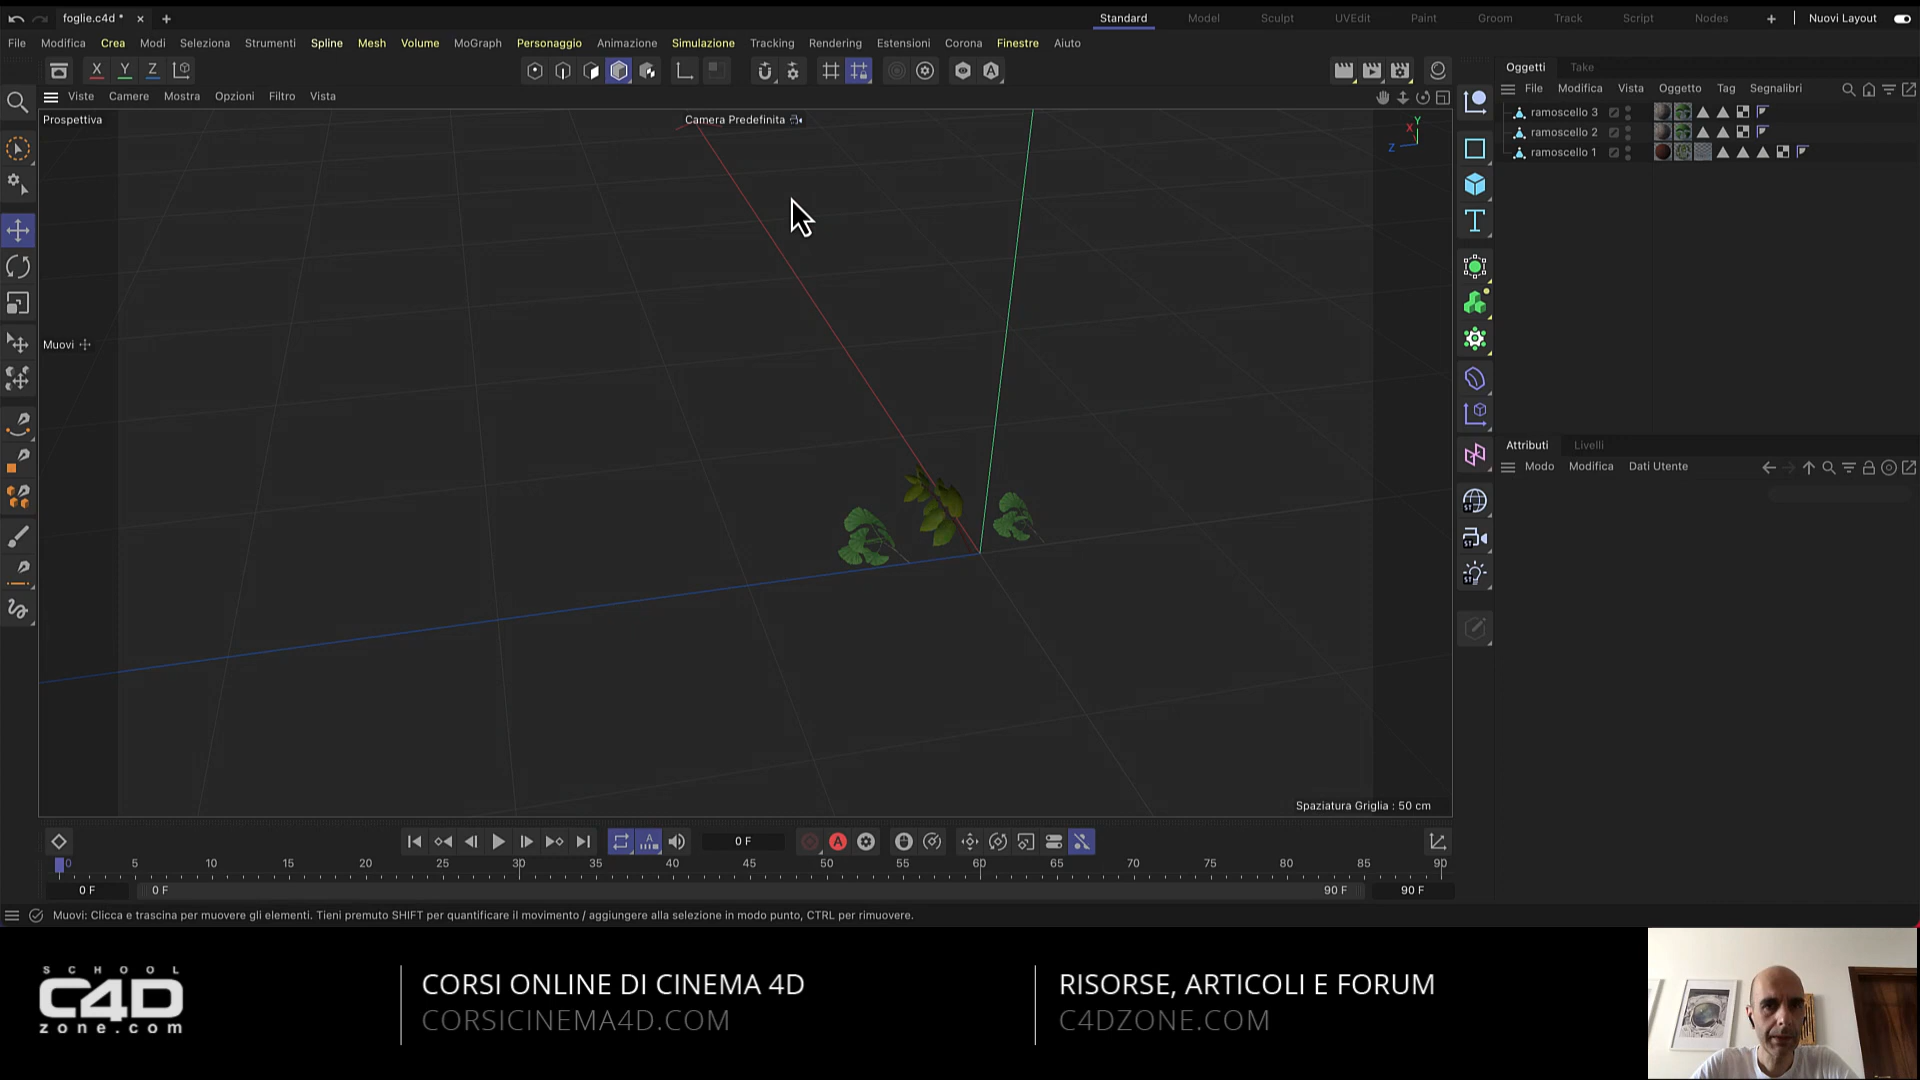 foglie.c4d *
Standard
Model
Sculpt
UVEdit
Paint
Groom
Track
Script
Nodes
Nuovi Layout
File
Modifica
Crea
Modi
Seleziona
Strumenti
Spline
Mesh
Volume
MoGraph
Personaggio
Animazione
Simulazione
Tracking
Rendering
Estensioni
Corona
Finestre
Aiuto
X
Y
Z
Oggetti
Take
File
Modifica
Vista
Oggetto
Tag
Segnalibri
Viste
Camere
Mostra
Opzioni
Filtro
Vista
Prospettiva
Camera Predefinita
Y
X
Z
ramoscello 3
ramoscello 2
ramoscello 1
Muovi
Attributi
Livelli
Modo
Modifica
Dati Utente
Spaziatura Griglia : 50 cm
0 F
0
5
10
15
20
25
30
35
40
45
50
55
60
65
70
75
80
85
90
0 F
0 F
90 F
90 F
Muovi: Clicca e trascina per muovere gli elementi. Tieni premuto SHIFT per quantificare il movimento / aggiungere alla selezione in modo punto, CTRL per rimuovere.
SCHOOL
C4D
zone.com
CORSI ONLINE DI CINEMA 4D
CORSICINEMA4D.COM
RISORSE, ARTICOLI E FORUM
C4DZONE.COM